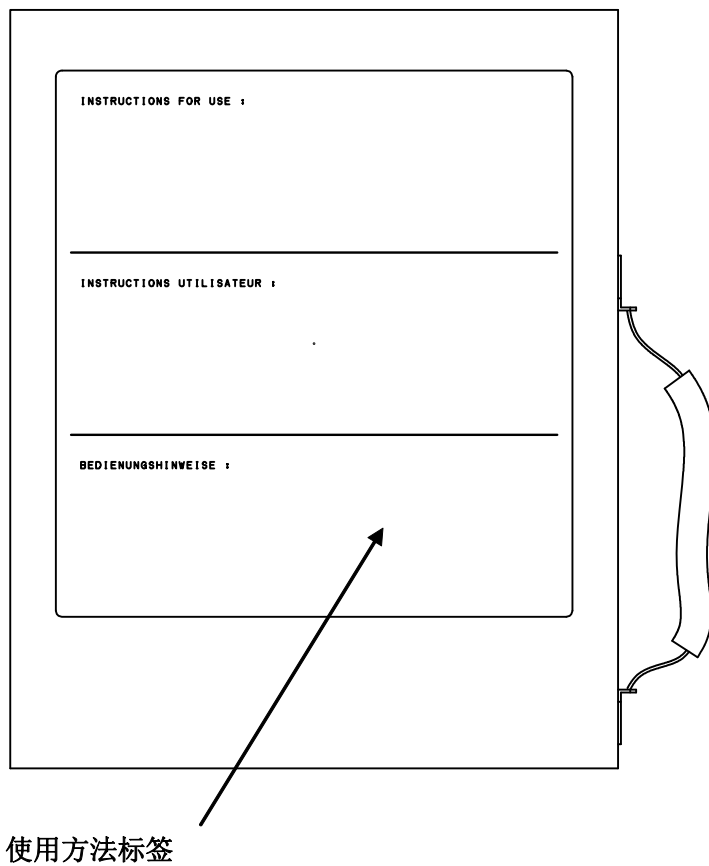 INSTRUCTIONS FOR USE :
INSTRUCTIONS UTILISATEUR :
BEDIENUNGSHINWEISE :
使用方法标签